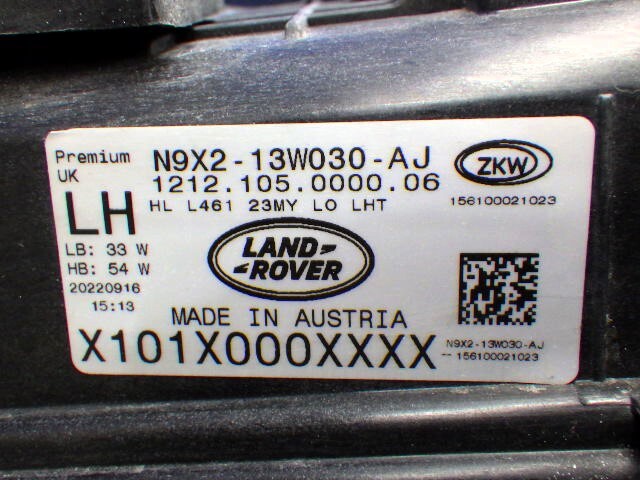 Premium
UK
N9X2-13W030-AJ
ZKW
1212.105.0000.06
156100021023
LH
HL L461 23MY LO LHT
LB: 33 W
HB: 54 W
LAND-
-ROVER
20220916
15:13
MADE IN AUSTRIA
X101X000XXXX
N9X2-13W030-AJ
--156100021023